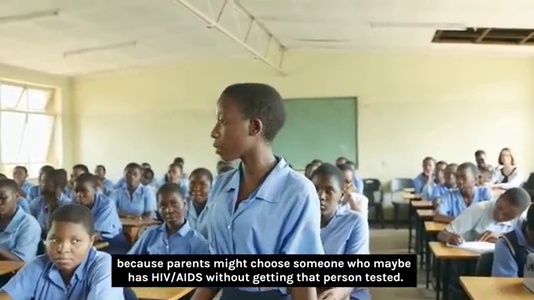 because parents might choose someone who maybe
has HIV/AIDS without getting that person tested.